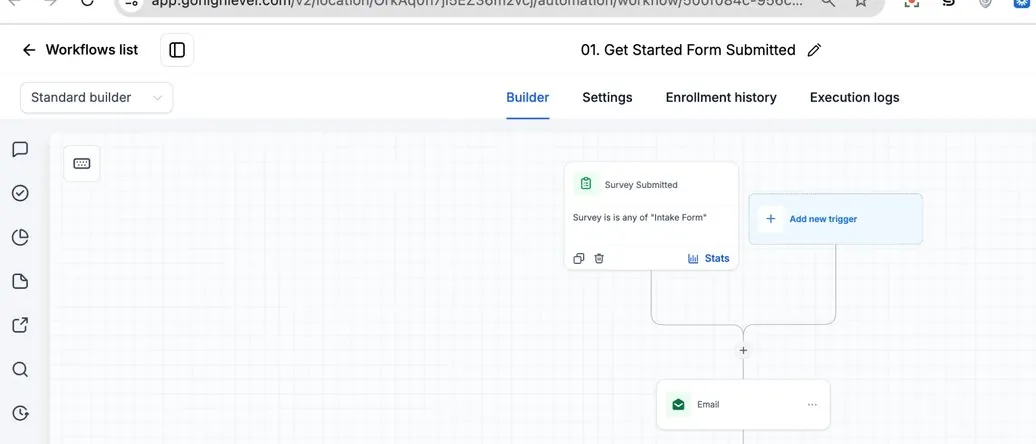 Workflows list
01. Get Started Form Submitted
Standard builder
Builder
Settings
Enrollment history
Execution logs
Survey Submitted
Survey is is any of "Intake Form"
Stats
Add new trigger
Email